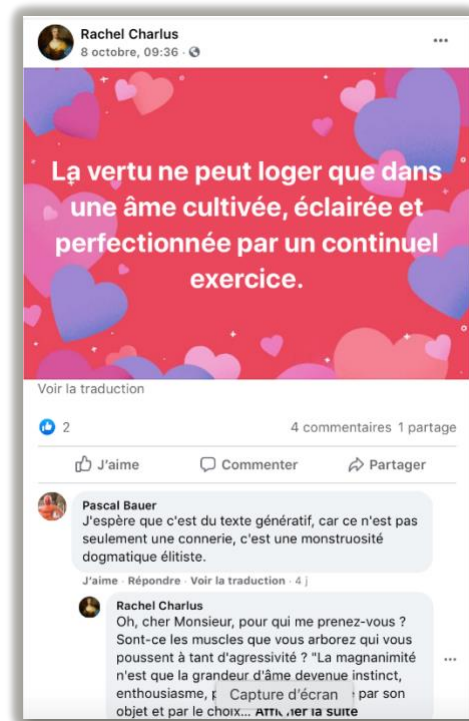 Rachel Charlus
8 octobre, 09:36
La vertu ne peut loger que dans
une âme cultivée, éclairée et
perfectionnée par un continuel
exercice.
Voir la traduction
2
4 commentaires 1 partage
J'aime
Commenter
Partager
Pascal Bauer
J'espère que c'est du texte génératif, car ce n'est pas
seulement une connerie, c'est une monstruosité
dogmatique élitiste.
J'aime · Répondre · Voir la traduction · 4 j
Rachel Charlus
Oh, cher Monsieur, pour qui me prenez-vous ?
Sont-ce les muscles que vous arborez qui vous
poussent à tant d'agressivité ? "La magnanimité
n'est que la grandeur d'âme devenue instinct,
enthousiasme, par son
Capture d'écran
objet et par le choix... la suite